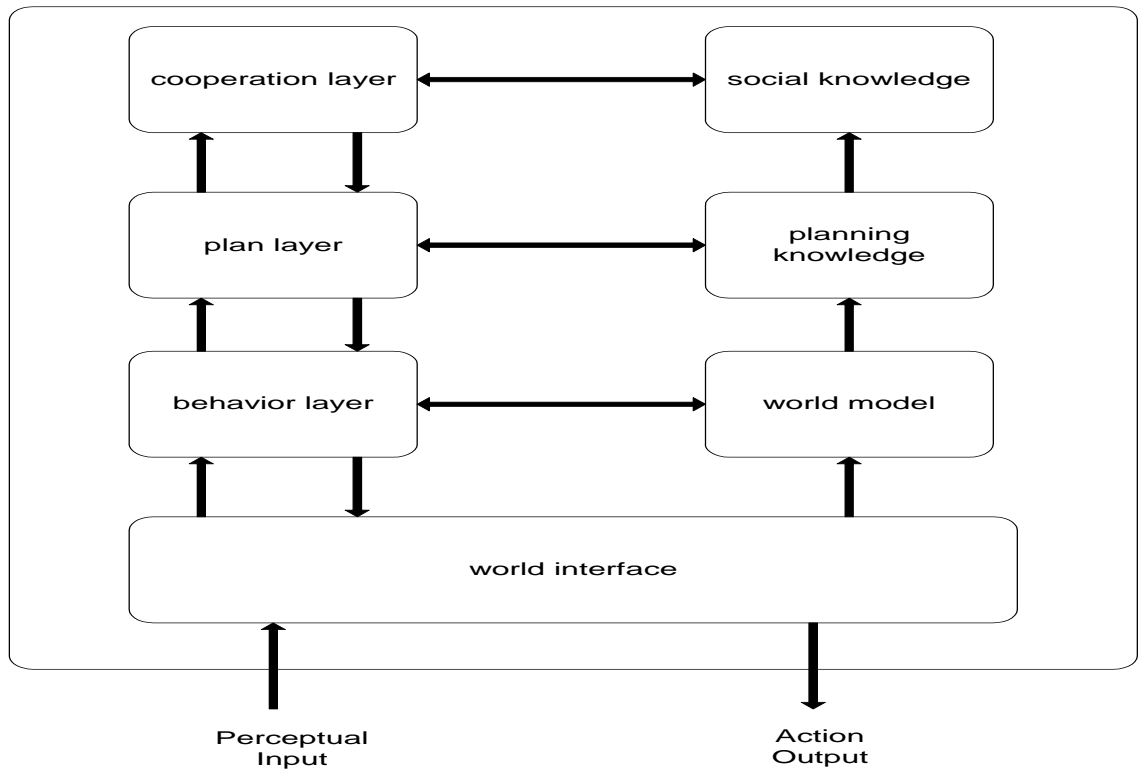 cooperation layer
social knowledge
plan layer
planning
knowledge
behavior layer
world model
world interface
Perceptual
Input
Action
Output